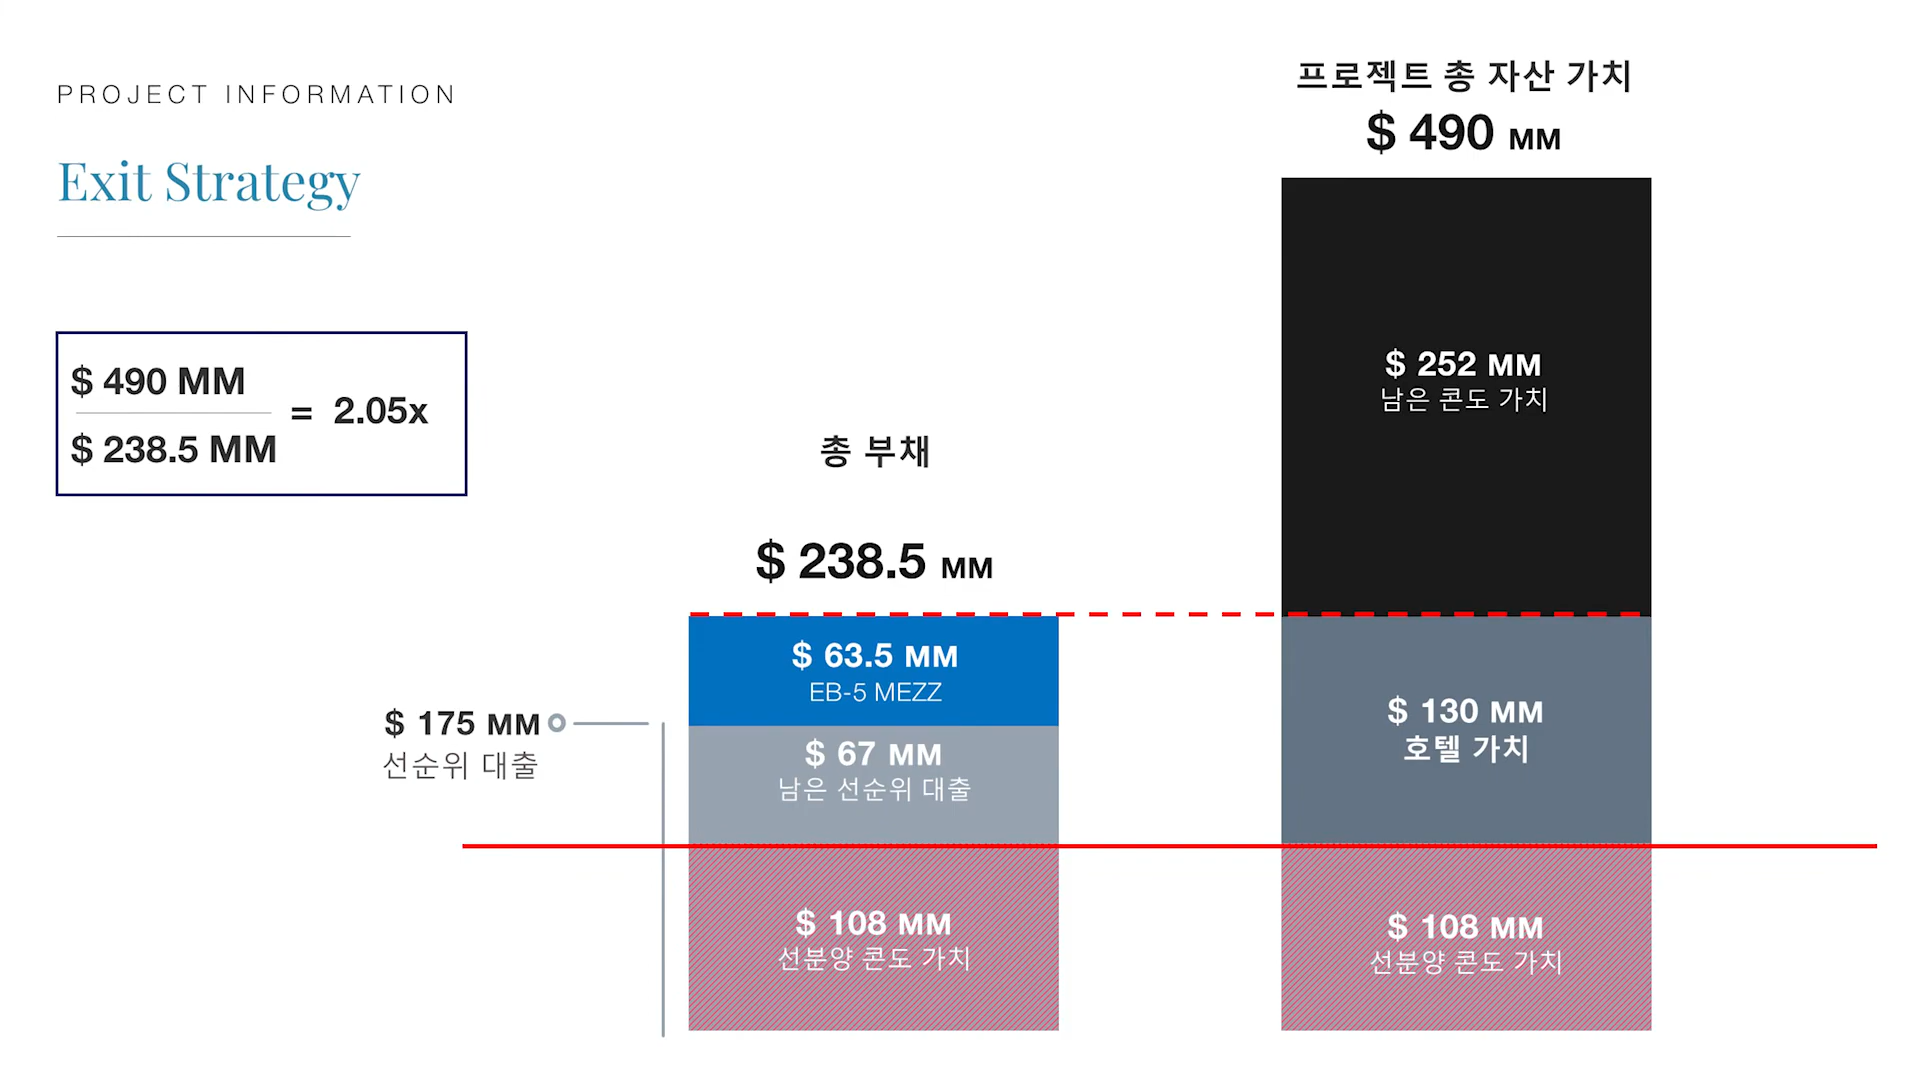 PROJECT INFORMATION
Exit Strategy
$ 490 MM
$ 238.5 MM
= 2.05x
총 부채
$ 238.5 MM
$ 63.5 MM
EB-5 MEZZ
$ 67 MM
남은 선순위 대출
$ 108 MM
선분양 콘도 가치
$ 175 MM
선순위 대출
프로젝트 총 자산 가치
$ 490 MM
$ 252 MM
남은 콘도 가치
$ 130 MM
호텔 가치
$ 108 MM
선분양 콘도 가치